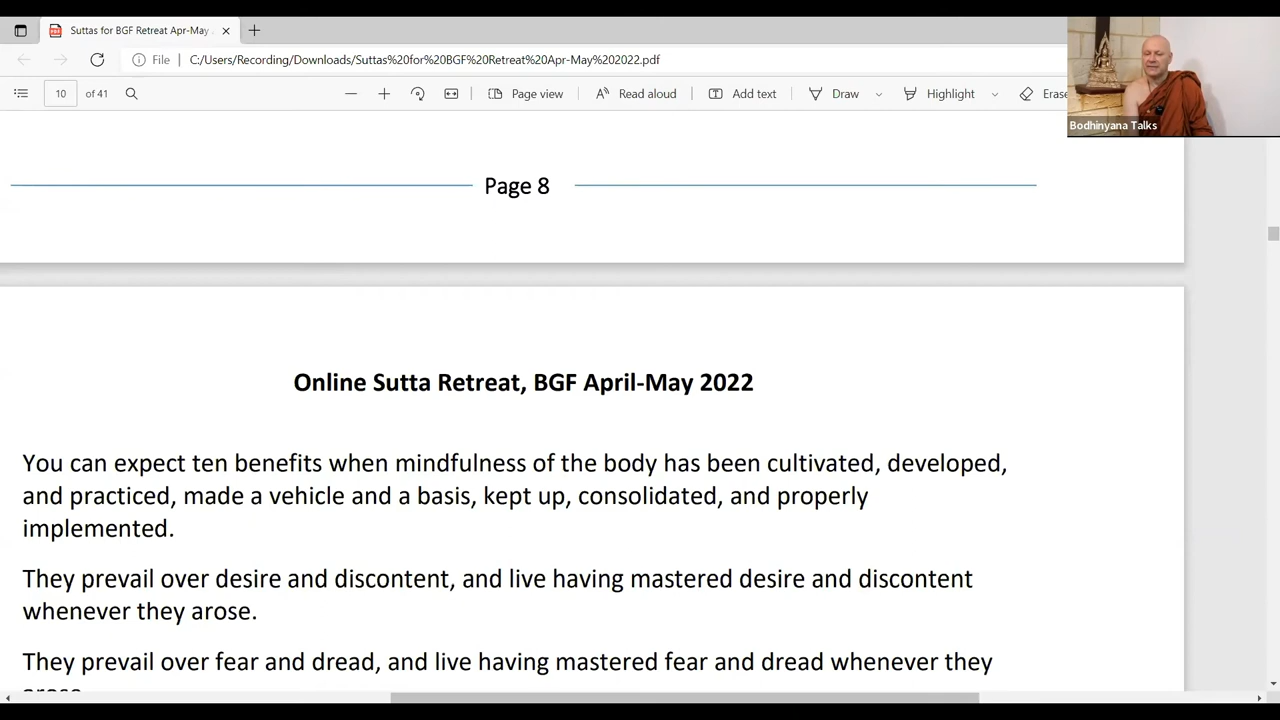 Suttas for BGF Retreat Apr-May
File
C:/Users/Recording/Downloads/Suttas%20for%20BGF%20Retreat%20Apr-May%202022.pdf
10 of 41
Page view
Read aloud
Add text
Draw
Highlight
Erase
Bodhinyana Talks
Page 8
Online Sutta Retreat, BGF April-May 2022
You can expect ten benefits when mindfulness of the body has been cultivated, developed,
and practiced, made a vehicle and a basis, kept up, consolidated, and properly
implemented.
They prevail over desire and discontent, and live having mastered desire and discontent
whenever they arose.
They prevail over fear and dread, and live having mastered fear and dread whenever they